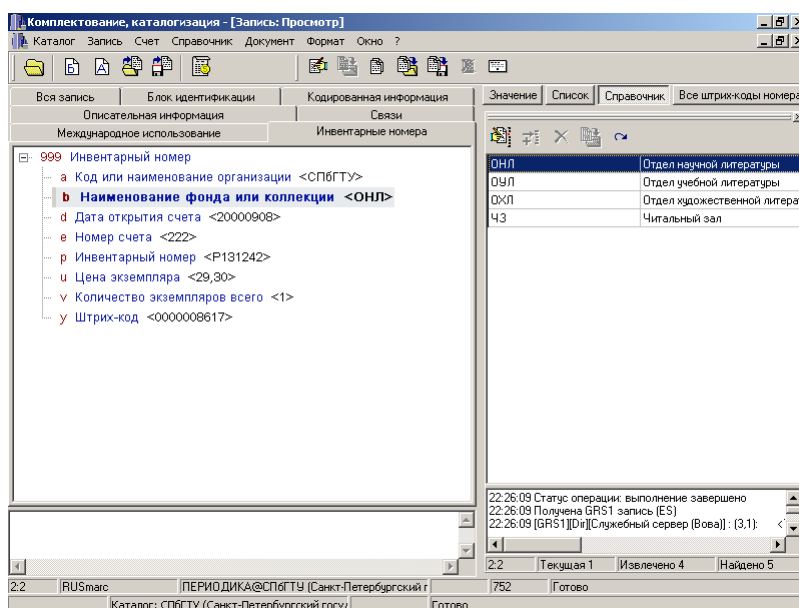 Комплектование, каталогизация - [Запись: Просмотр]
Каталог Запись Счет Справочник Документ Формат Окно ?
Вся запись Блок идентификации Кодированная информация
Описательная информация Связи
Международное использование Инвентарные номера
999 Инвентарный номер
a Код или наименование организации <СПбГТУ>
b Наименование фонда или коллекции <ОНЛ>
d Дата открытия счета <20000908>
e Номер счета <222>
p Инвентарный номер <P131242>
u Цена экземпляра <29,30>
v Количество экземпляров всего <1>
y Штрих-код <0000008617>
Значение Список Справочник Все штрих-коды номера
ОНЛ Отдел научной литературы
ОУЛ Отдел учебной литературы
ОХЛ Отдел художественной литера
ЧЗ Читальный зал
22:26:09 Статус операции: выполнение завершено
22:26:09 Получена GRS1 запись (ES)
22:26:09 [GRS1][Dir][Служебный сервер (Вова)] : (3,1): <
2:2 Текущая 1 Извлечено 4 Найдено 5
2:2 RUSmarc ПЕРИОДИКА@СПбГТУ (Санкт-Петербургский г 752 Готово
Каталог: СПбГТУ (Санкт-Петербургский госу Готово